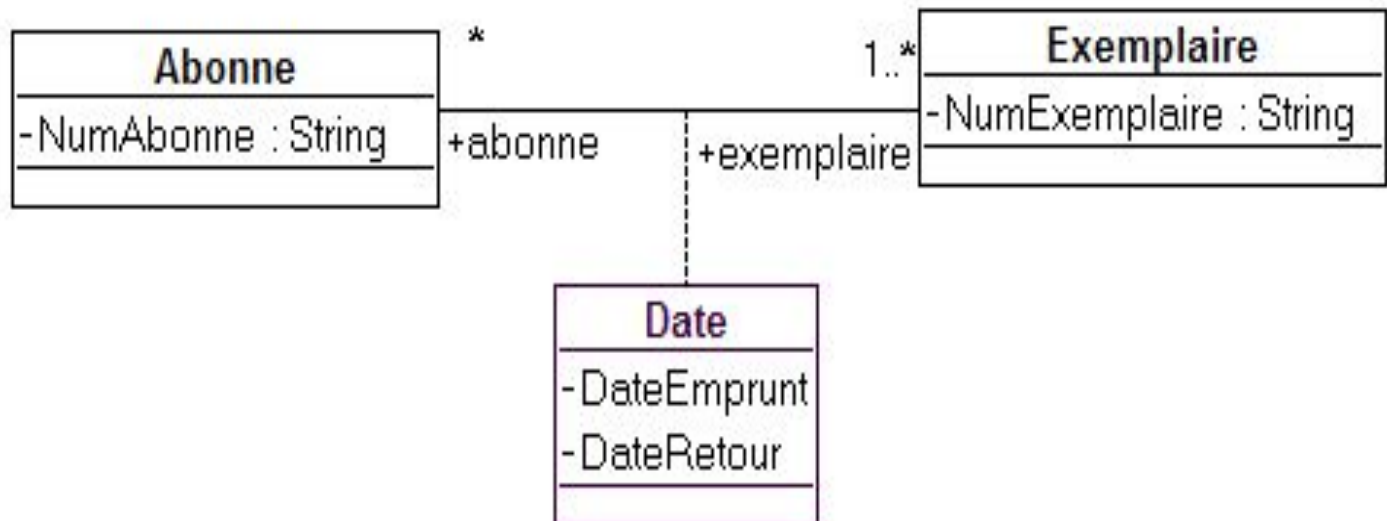 Abonne
-NumAbonne : String
*
+abonne
1..*
+exemplaire
Exemplaire
-NumExemplaire : String
Date
-DateEmprunt
-DateRetour